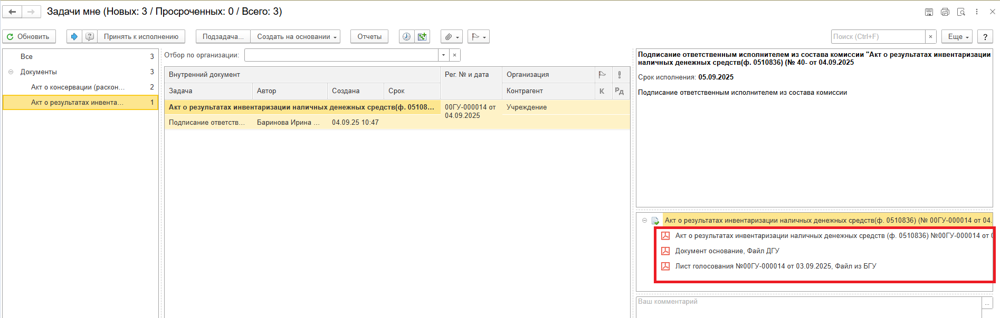 Задачи мне (Новых: 3 / Просроченных: 0 / Всего: 3)
Обновить
Принять к исполнению
Подзадача...
Создать на основании
Отчеты
Поиск (Ctrl+F)
×
Еще
?
Все 3
Документы 3
Акт о консервации (раскон... 2
Акт о результатах инвента... 1
Отбор по организации:
×
Внутренний документ
Рег. № и дата
Организация
Задача
Автор
Создана
Срок
Контрагент
К
Рд
Акт о результатах инвентаризации наличных денежных средств(ф. 05108...
00ГУ-000014 от
04.09.2025
Учреждение
Подписание ответств...
Баринова Ирина ...
04.09.25 10:47
Подписание ответственным исполнителем из состава комиссии "Акт о результатах инвентаризации
наличных денежных средств(ф. 0510836) (№ 40- от 04.09.2025
Срок исполнения: 05.09.2025
Подписание ответственным исполнителем из состава комиссии
Акт о результатах инвентаризации наличных денежных средств(ф. 0510836) (№ 00ГУ-000014 от 04.
Акт о результатах инвентаризации наличных денежных средств (ф. 0510836) №00ГУ-000014 от 0
Документ основание, Файл ДГУ
Лист голосования №00ГУ-000014 от 03.09.2025, Файл из БГУ
Ваш комментарий
...